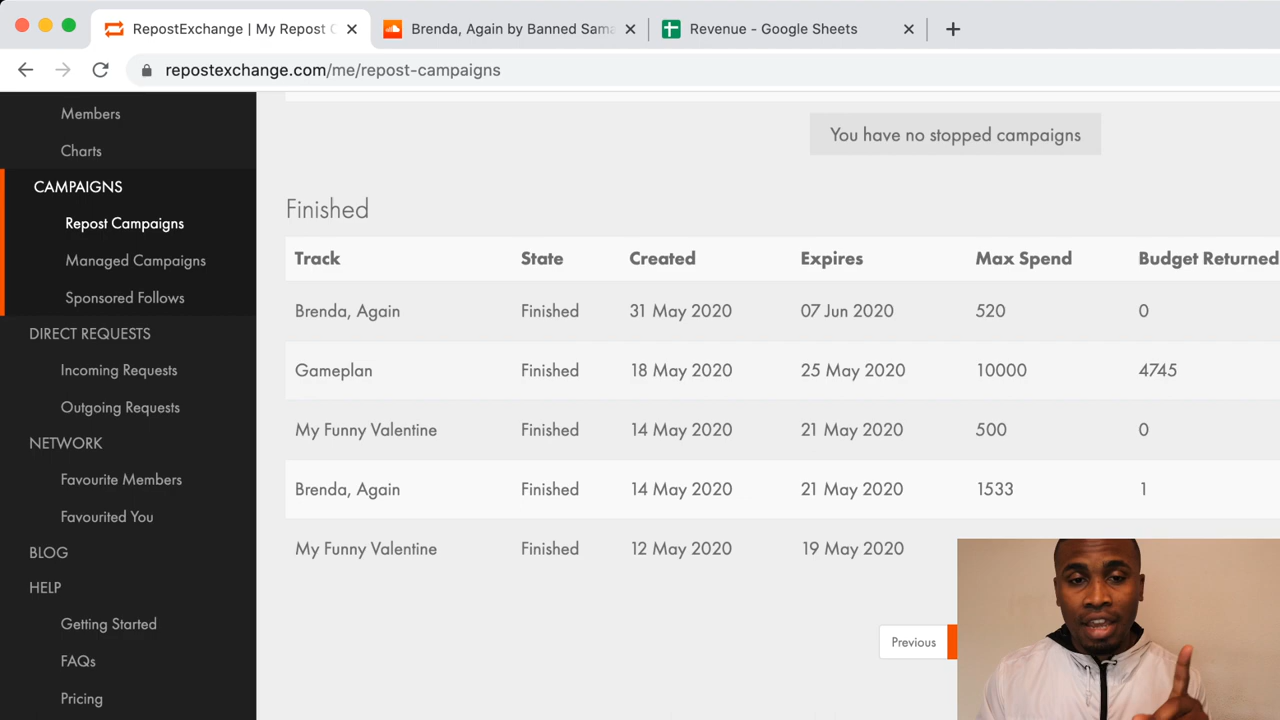 RepostExchange | My Repost C
Brenda, Again by Banned Sama
Revenue - Google Sheets
repostexchange.com/me/repost-campaigns
Members
Charts
CAMPAIGNS
Repost Campaigns
Managed Campaigns
Sponsored Follows
DIRECT REQUESTS
Incoming Requests
Outgoing Requests
NETWORK
Favourite Members
Favourited You
BLOG
HELP
Getting Started
FAQs
Pricing
You have no stopped campaigns
Finished
Track State Created Expires Max Spend Budget Returned
Brenda, Again Finished 31 May 2020 07 Jun 2020 520 0
Gameplan Finished 18 May 2020 25 May 2020 10000 4745
My Funny Valentine Finished 14 May 2020 21 May 2020 500 0
Brenda, Again Finished 14 May 2020 21 May 2020 1533 1
My Funny Valentine Finished 12 May 2020 19 May 2020
Previous